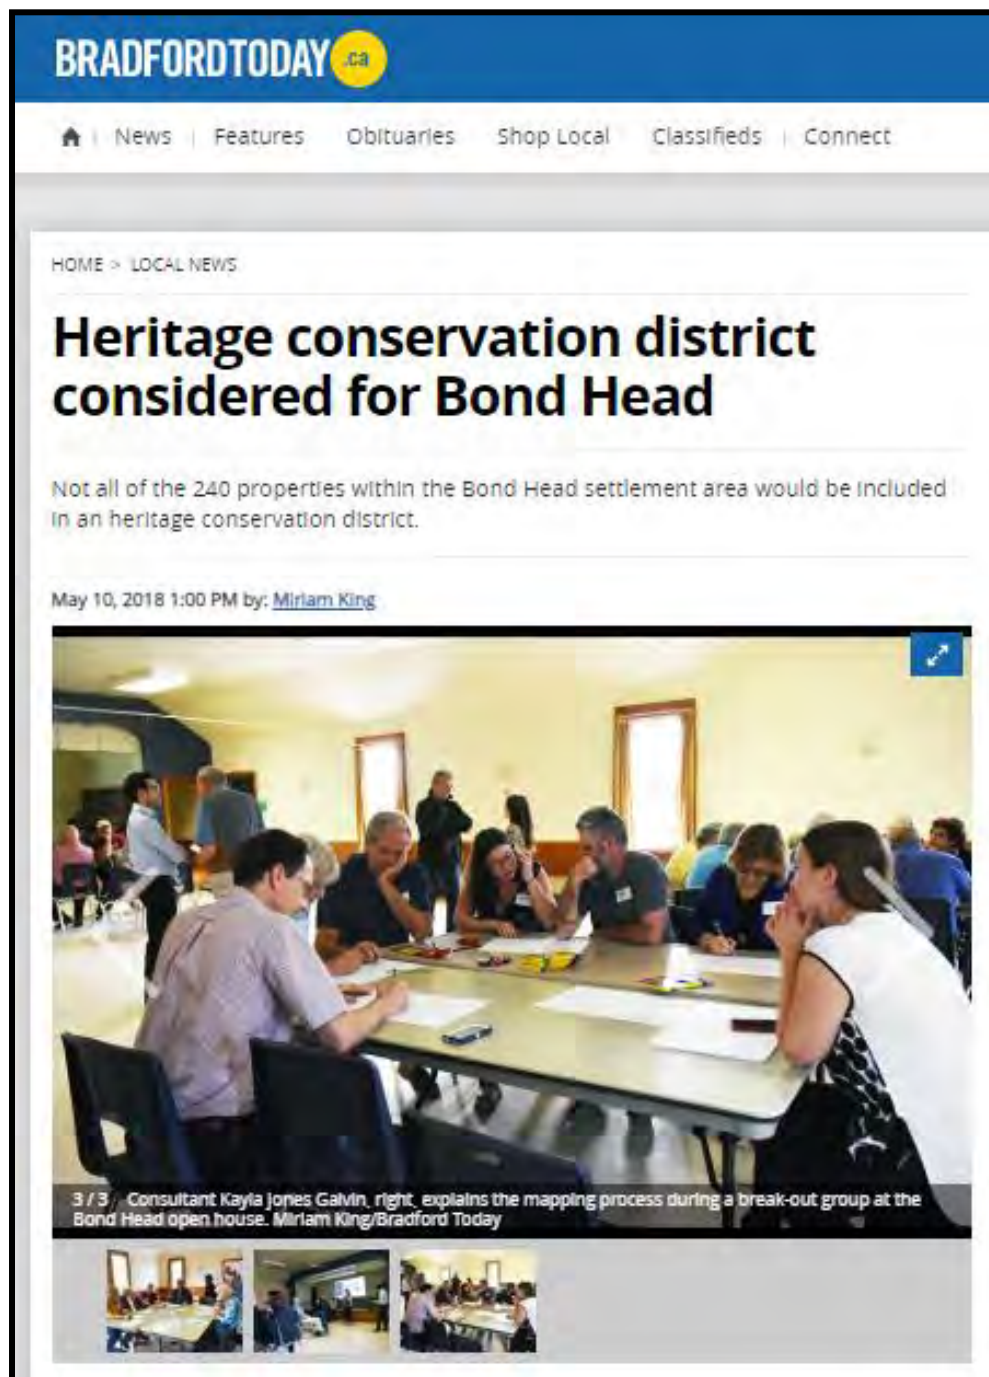 BRADFORDTODAY.ca
News | Features Obituaries Shop Local Classifieds | Connect
HOME > LOCAL NEWS
Heritage conservation district
considered for Bond Head
Not all of the 240 properties within the Bond Head settlement area would be included
in an heritage conservation district.
May 10, 2018 1:00 PM by: Miriam King
3 / 3 Consultant Kayla Jones Galvin, right, explains the mapping process during a break-out group at the
Bond Head open house. Miriam King/Bradford Today